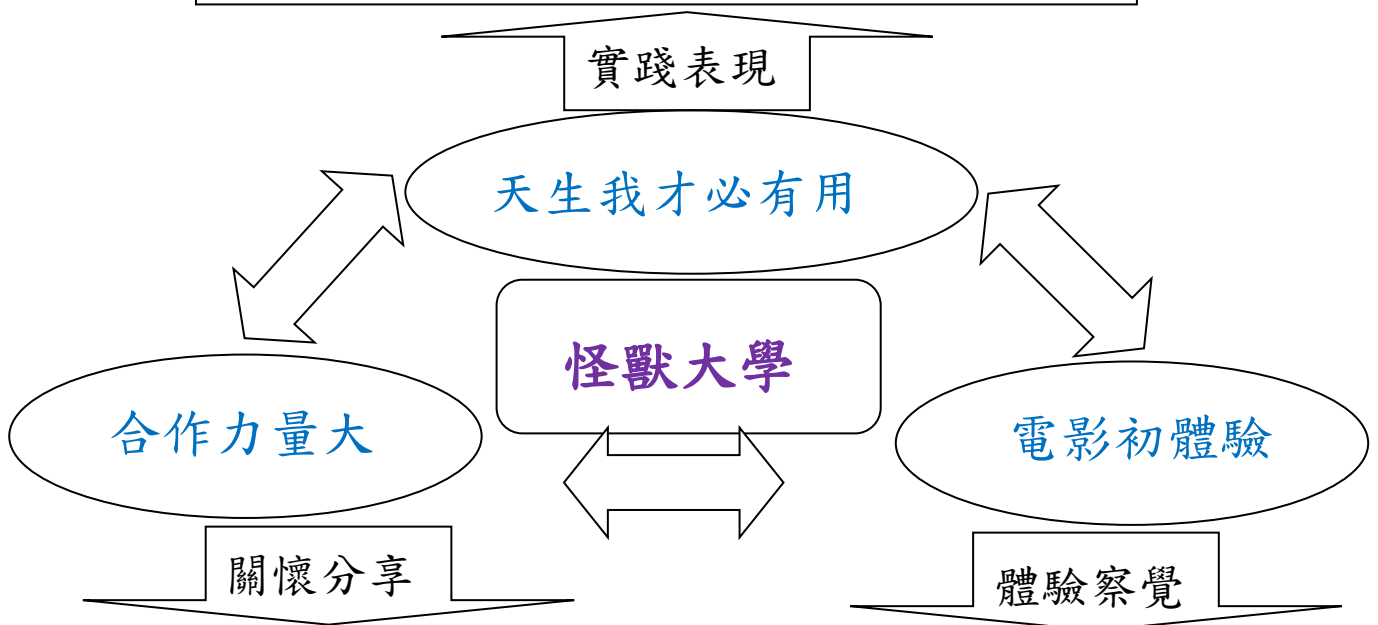 實踐表現
天生我才必有用
怪獸大學
合作力量大
電影初體驗
關懷分享
體驗察覺